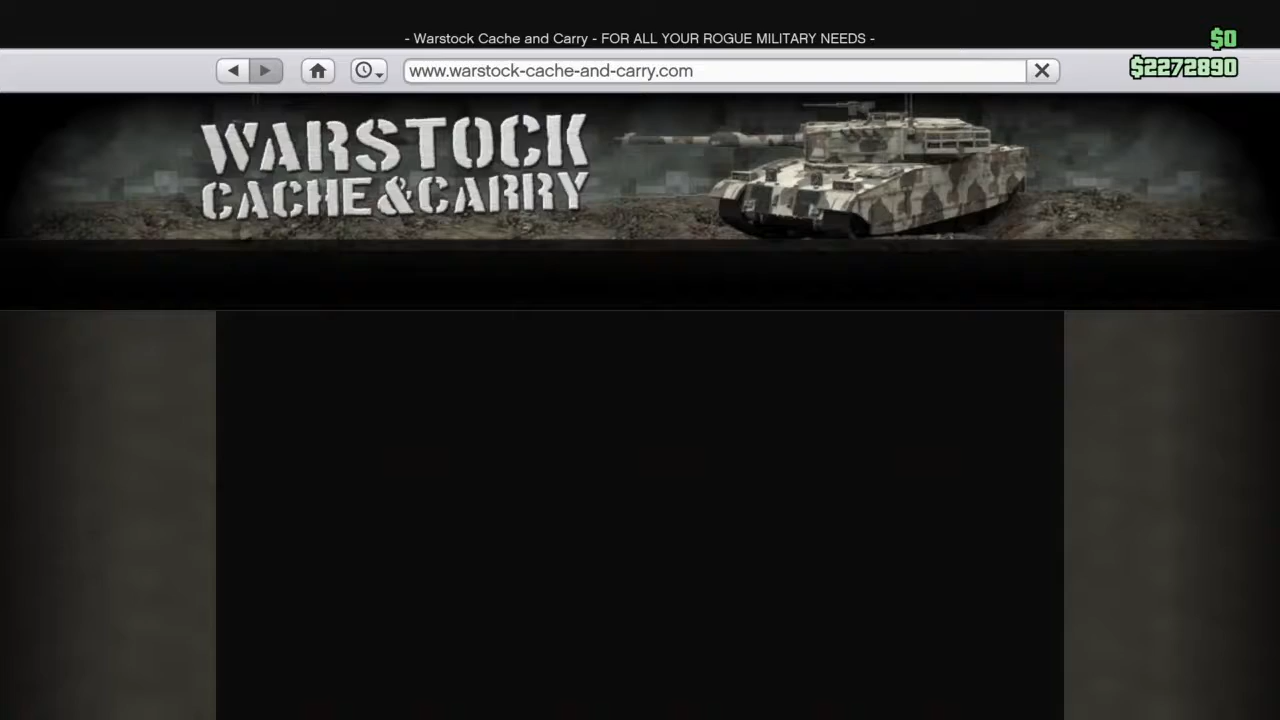 - Warstock Cache and Carry - FOR ALL YOUR ROGUE MILITARY NEEDS -
$0
www.warstock-cache-and-carry.com
$2272890
WARSTOCK
CACHE&CARRY